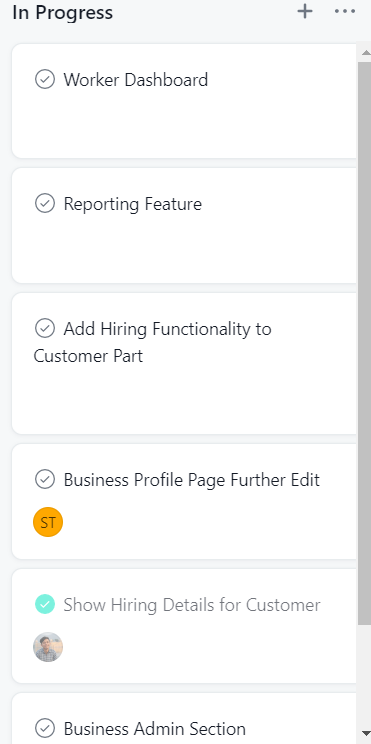 In Progress
Worker Dashboard
Reporting Feature
Add Hiring Functionality to
Customer Part
Business Profile Page Further Edit
ST
Show Hiring Details for Customer
Business Admin Section